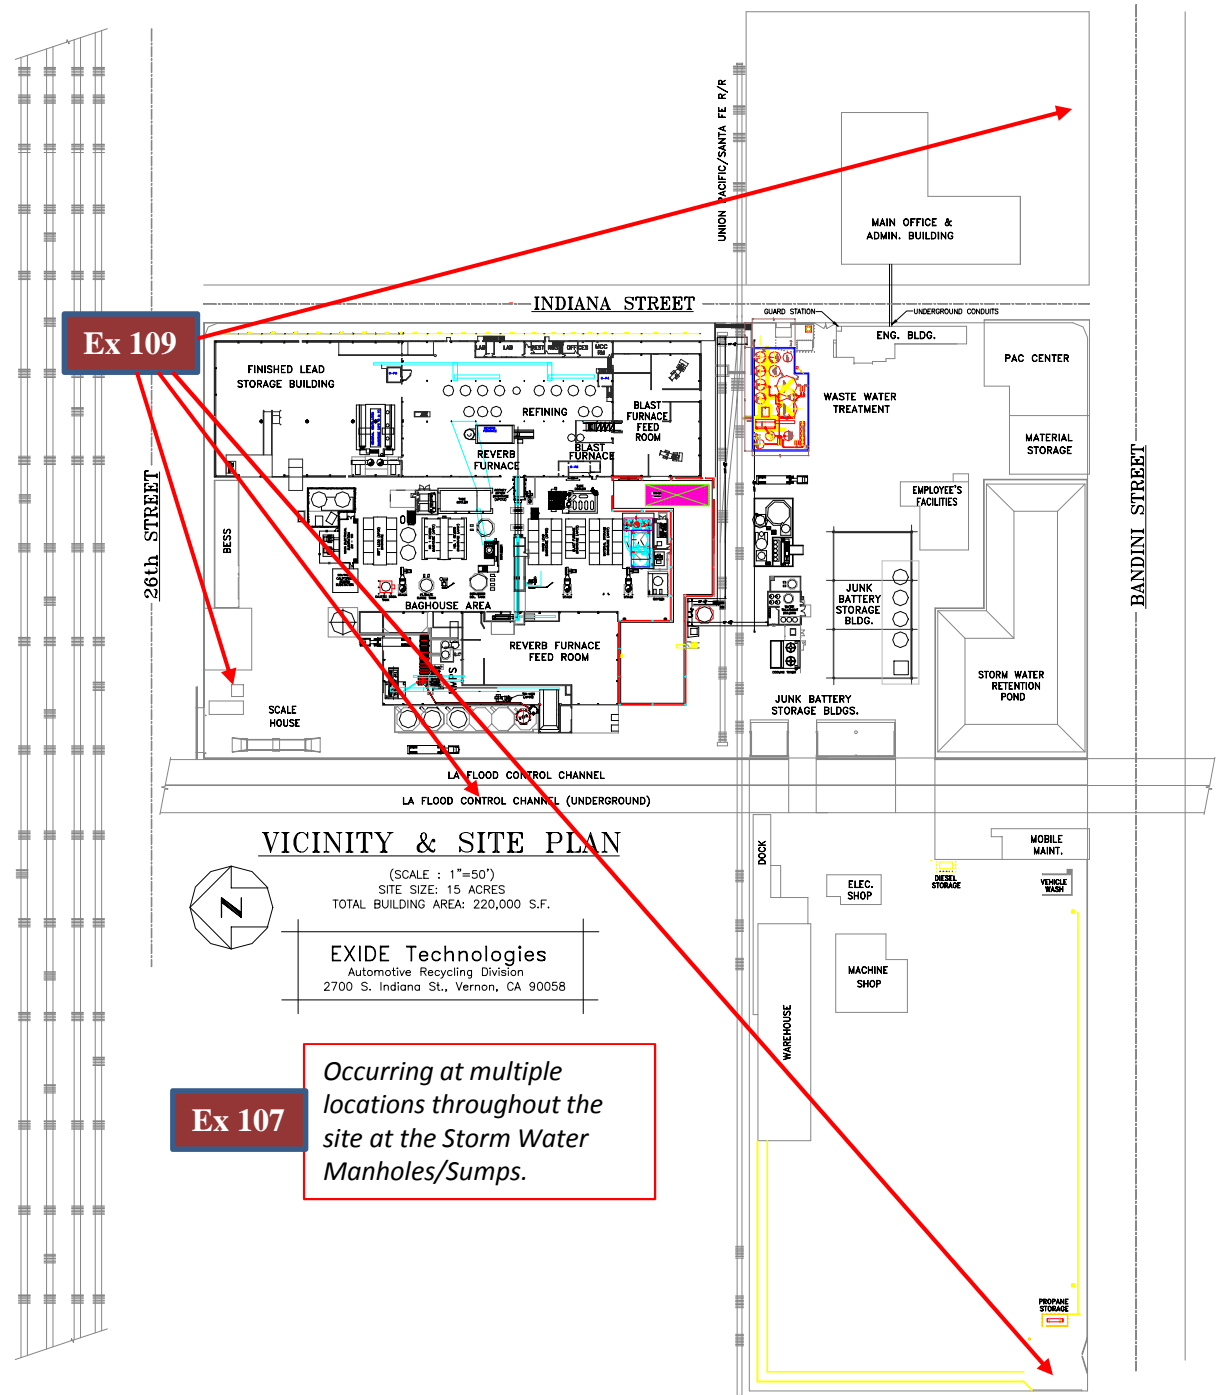 UNION PACIFIC/SANTA FE R/R
MAIN OFFICE &
ADMIN. BUILDING
INDIANA STREET
GUARD STATION
UNDERGROUND CONDUITS
Ex 109
ENG. BLDG.
PAC CENTER
LAB
LAB
REST
OFFICES
MCC
RM
FINISHED LEAD
STORAGE BUILDING
REFINING
BLAST
FURNACE
FEED
ROOM
WASTE WATER
TREATMENT
REVERB
FURNACE
BLAST
FURNACE
MATERIAL
STORAGE
26th STREET
BESS
EMPLOYEE'S
FACILITIES
BANDINI STREET
JUNK
BATTERY
STORAGE
BLDG.
BAGHOUSE AREA
REVERB FURNACE
FEED ROOM
STORM WATER
RETENTION
POND
SCALE
HOUSE
JUNK BATTERY
STORAGE BLDGS.
LA FLOOD CONTROL CHANNEL
LA FLOOD CONTROL CHANNEL (UNDERGROUND)
VICINITY & SITE PLAN
(SCALE : 1"=50')
SITE SIZE: 15 ACRES
TOTAL BUILDING AREA: 220,000 S.F.
N
EXIDE Technologies
Automotive Recycling Division
2700 S. Indiana St., Vernon, CA 90058
DOCK
MOBILE
MAINT.
ELEC.
SHOP
DIESEL
STORAGE
VEHICLE
WASH
MACHINE
SHOP
WAREHOUSE
Ex 107
Occurring at multiple
locations throughout the
site at the Storm Water
Manholes/Sumps.
PROPANE
STORAGE